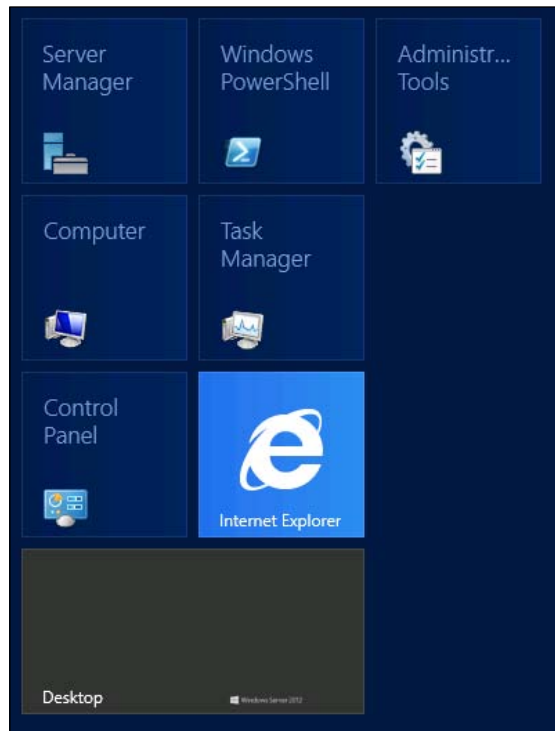 Server
Manager
Windows
PowerShell
Administr...
Tools
Computer
Task
Manager
Control
Panel
Internet Explorer
Desktop
Windows Server 2012